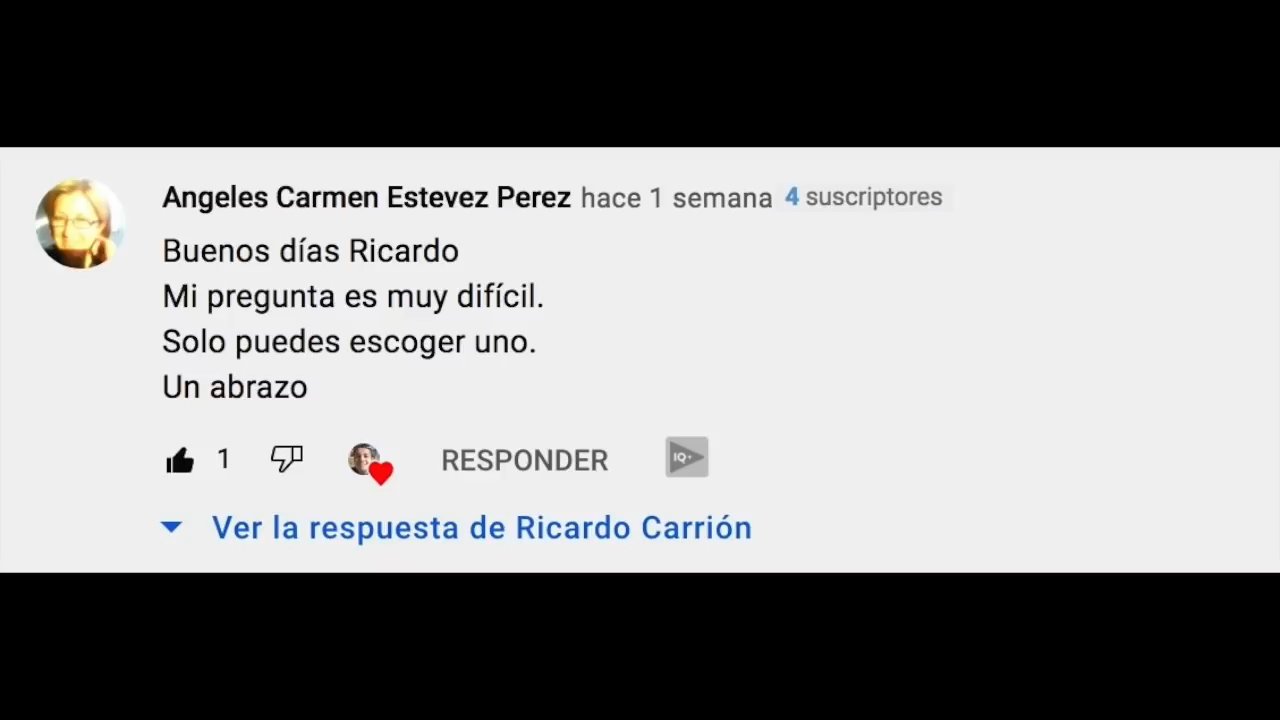 Angeles Carmen Estevez Perez hace 1 semana 4 suscriptores
Buenos días Ricardo
Mi pregunta es muy difícil.
Solo puedes escoger uno.
Un abrazo
1 RESPONDER IQ+
Ver la respuesta de Ricardo Carrión